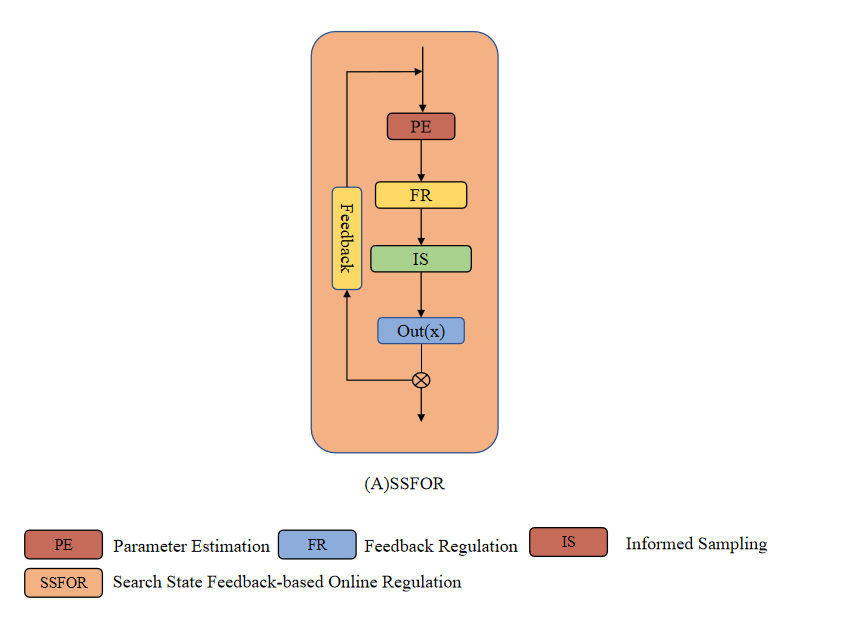 PE
FR
Feedback
IS
Out(x)
(A)SSFOR
PE Parameter Estimation FR Feedback Regulation IS Informed Sampling
SSFOR Search State Feedback-based Online Regulation